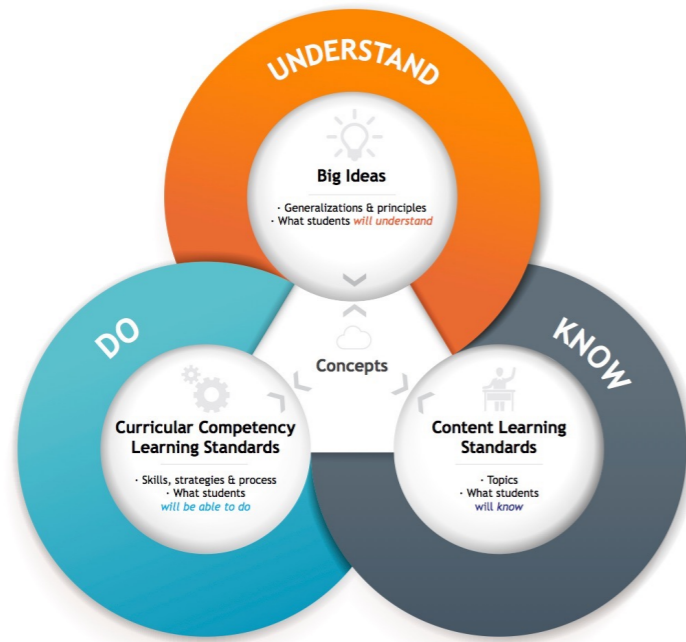 UNDERSTAND
Big Ideas
· Generalizations & principles
· What students will understand
DO
KNOW
Concepts
Curricular Competency
Learning Standards
· Skills, strategies & process
· What students
will be able to do
Content Learning
Standards
· Topics
· What students
will know